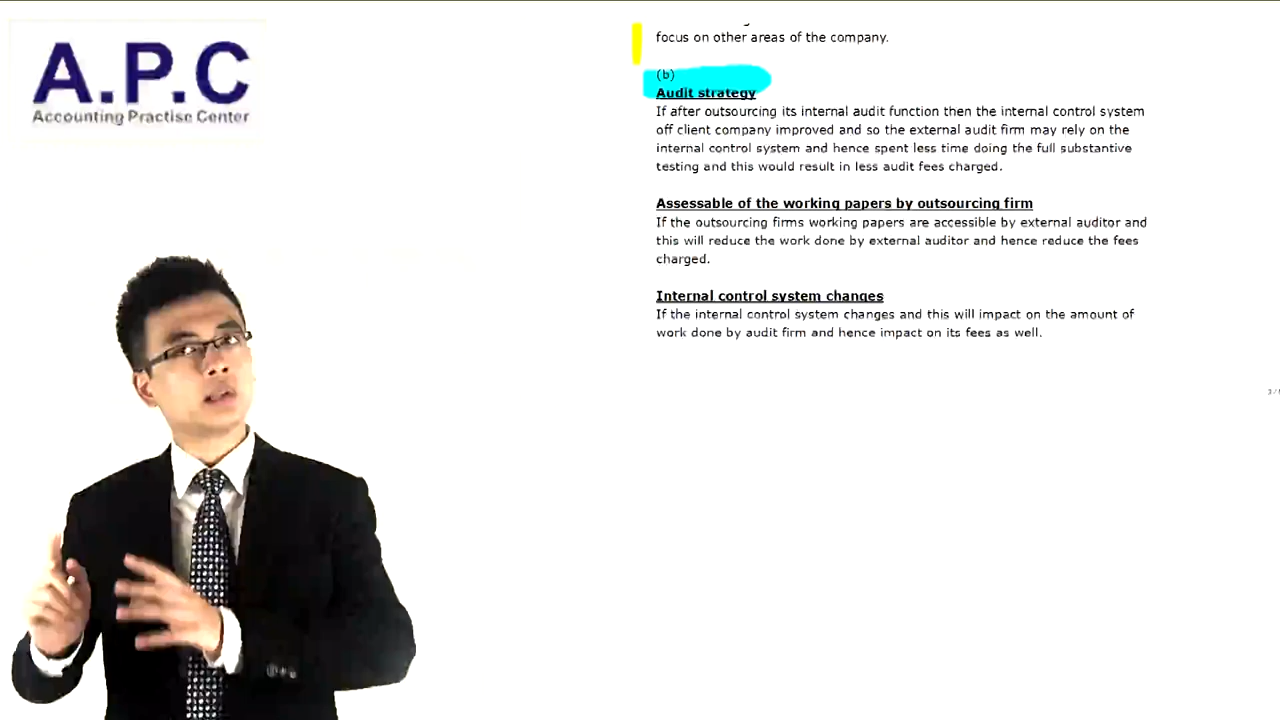 A.P.C
Accounting Practise Center
focus on other areas of the company.
(b)
Audit strategy
If after outsourcing its internal audit function then the internal control system
off client company improved and so the external audit firm may rely on the
internal control system and hence spent less time doing the full substantive
testing and this would result in less audit fees charged.
Assessable of the working papers by outsourcing firm
If the outsourcing firms working papers are accessible by external auditor and
this will reduce the work done by external auditor and hence reduce the fees
charged.
Internal control system changes
If the internal control system changes and this will impact on the amount of
work done by audit firm and hence impact on its fees as well.